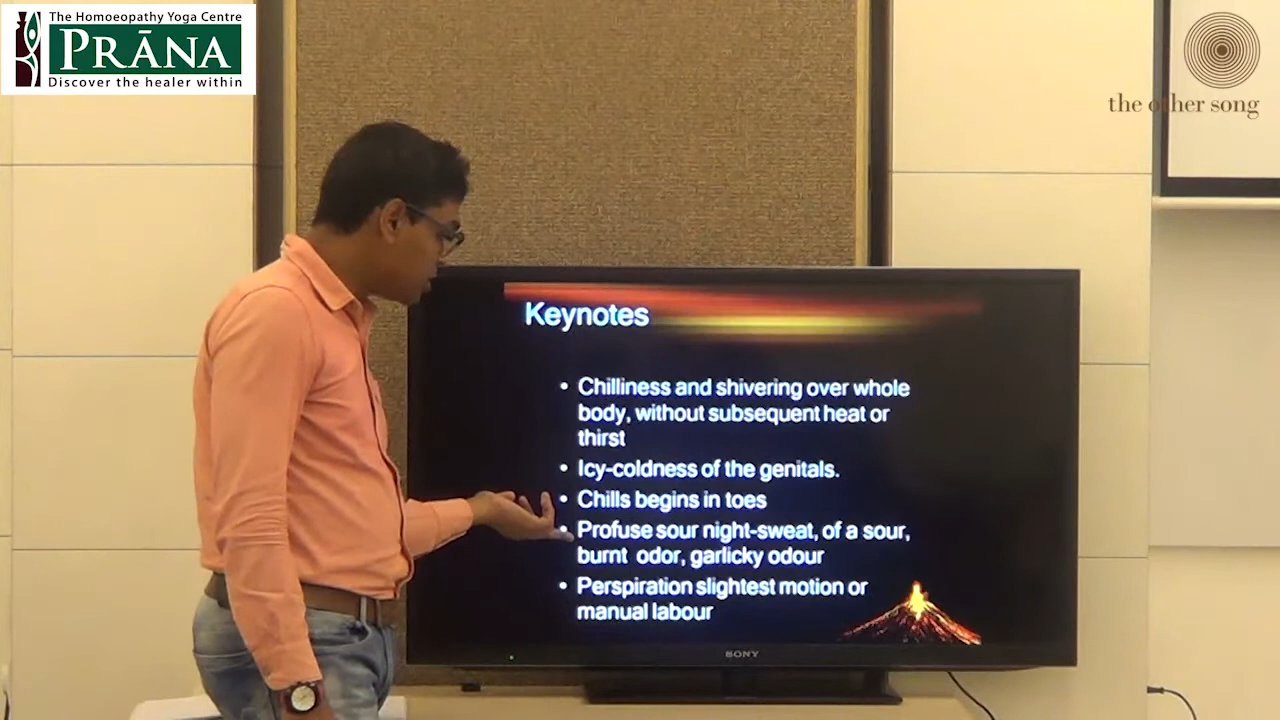 The Homoeopathy Yoga Centre
PRĀNA
Discover the healer within
the other song
Keynotes
• Chilliness and shivering over whole
body, without subsequent heat or
thirst
• Icy-coldness of the genitals.
• Chills begins in toes
• Profuse sour night-sweat, of a sour,
burnt odor, garlicky odour
• Perspiration slightest motion or
manual labour
SONY